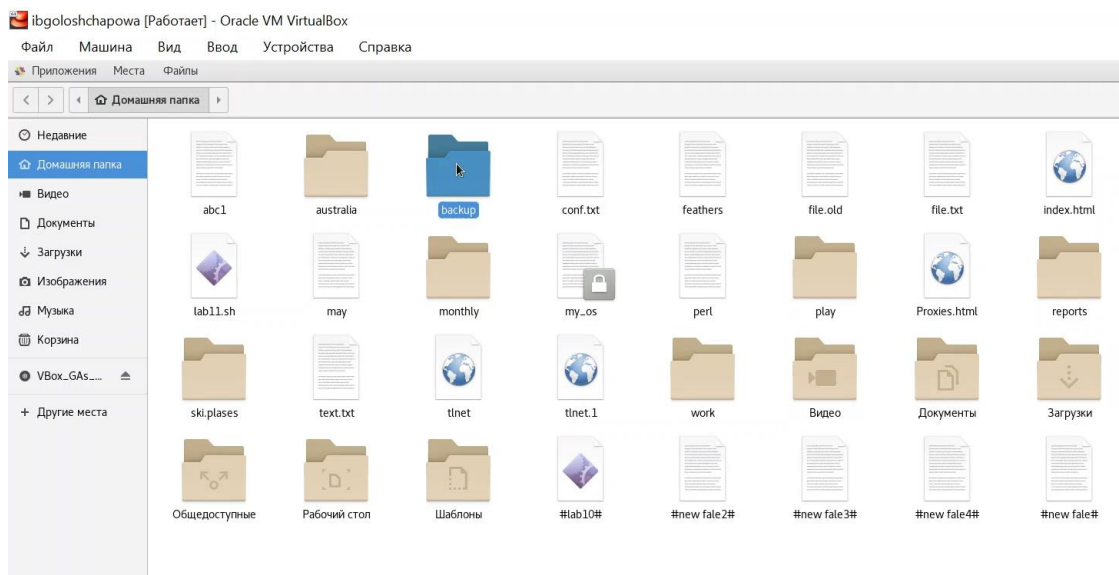 ibgoloshchapowa [Работает] - Oracle VM VirtualBox
Файл Машина Вид Ввод Устройства Справка
Приложения Места Файлы
Домашняя папка
Недавние
Домашняя папка
Видео
Документы
Загрузки
Изображения
Музыка
Корзина
VBox_GAs_...
+ Другие места
abc1 australia backup conf.txt feathers file.old file.txt index.html
lab11.sh may monthly my_os perl play Proxies.html reports
ski.plases text.txt tlnet tlnet.1 work Видео Документы Загрузки
Общедоступные Рабочий стол Шаблоны #lab10# #new fale2# #new fale3# #new fale4# #new fale#